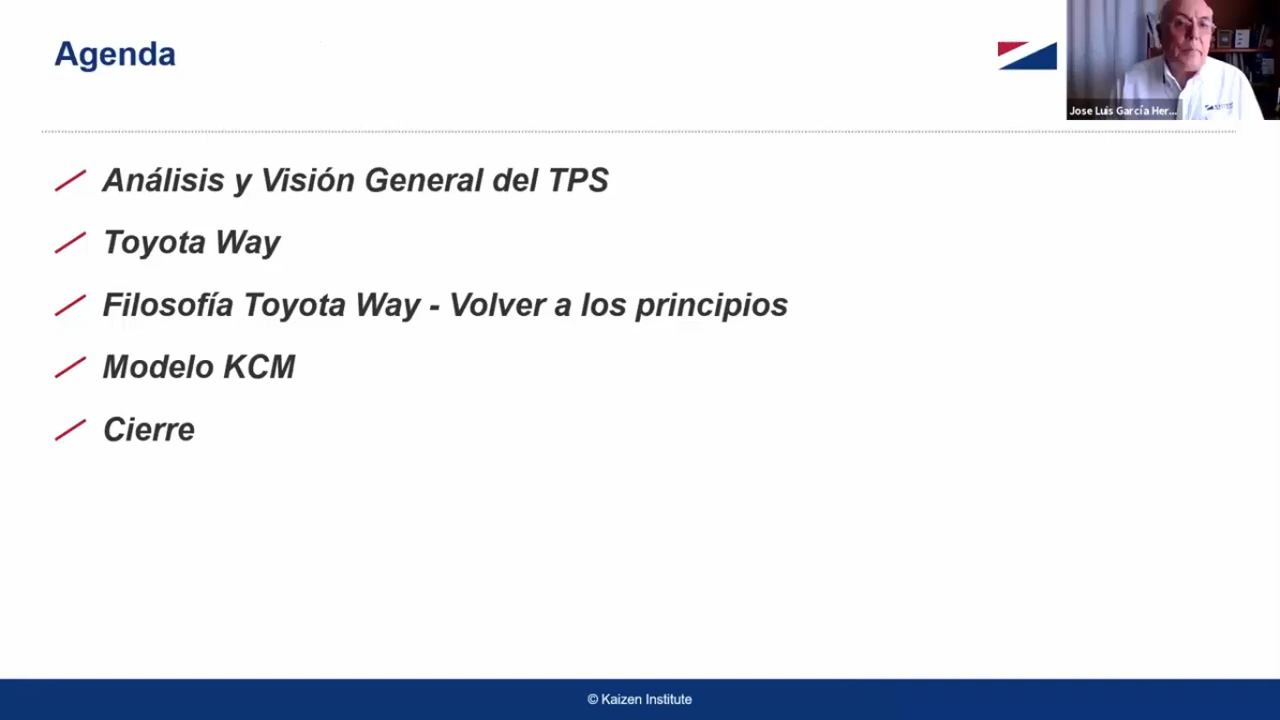 Agenda
Jose Luis García Her...
Análisis y Visión General del TPS
Toyota Way
Filosofía Toyota Way - Volver a los principios
Modelo KCM
Cierre
© Kaizen Institute